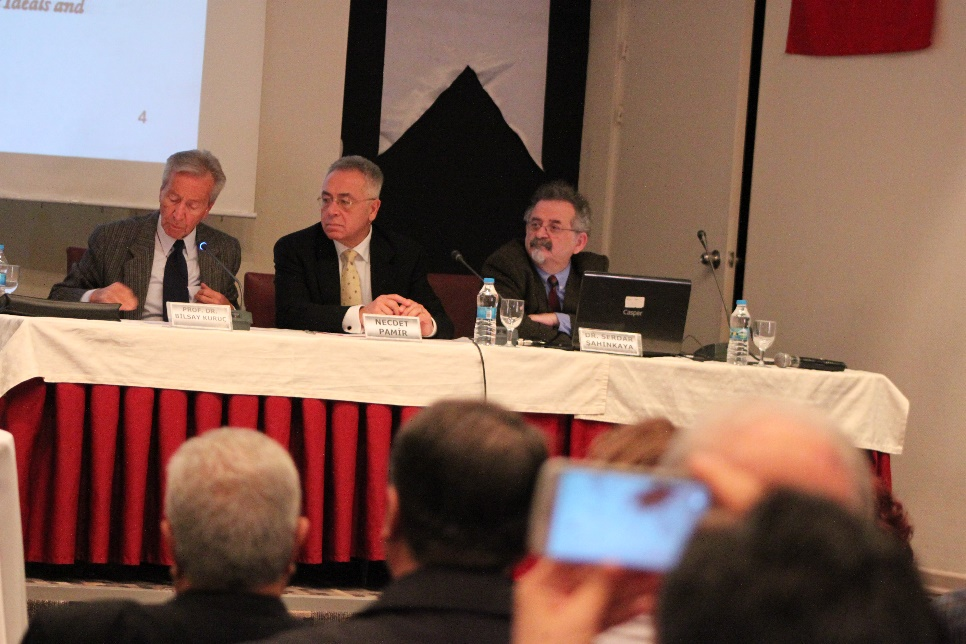 Ideals and
4
PROF. DR.
BİLSAY KURUÇ
NECDET
PAMİR
Casper
DR. SERDAR
ŞAHİNKAYA